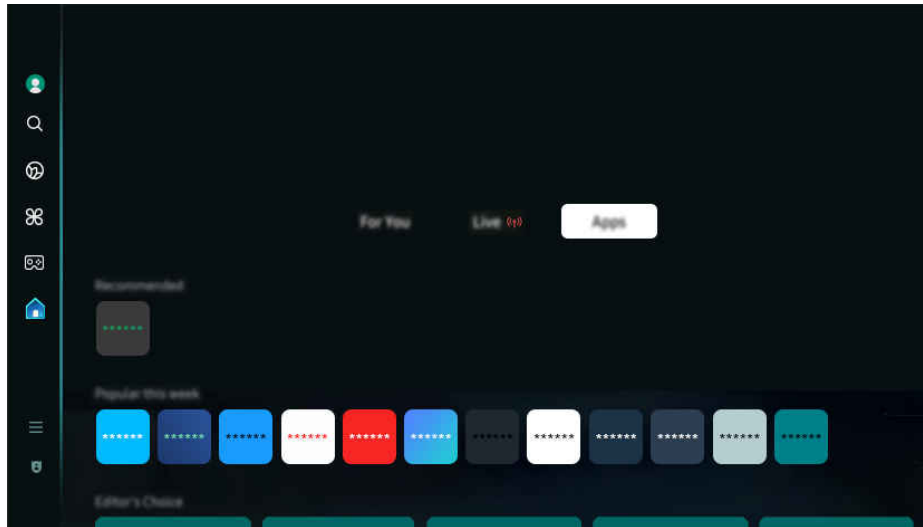 For You
Live
Apps
Recommended
******
Popular this week
****** ****** ****** ****** ****** ****** ****** ****** ****** ****** ****** ******
Editor's Choice